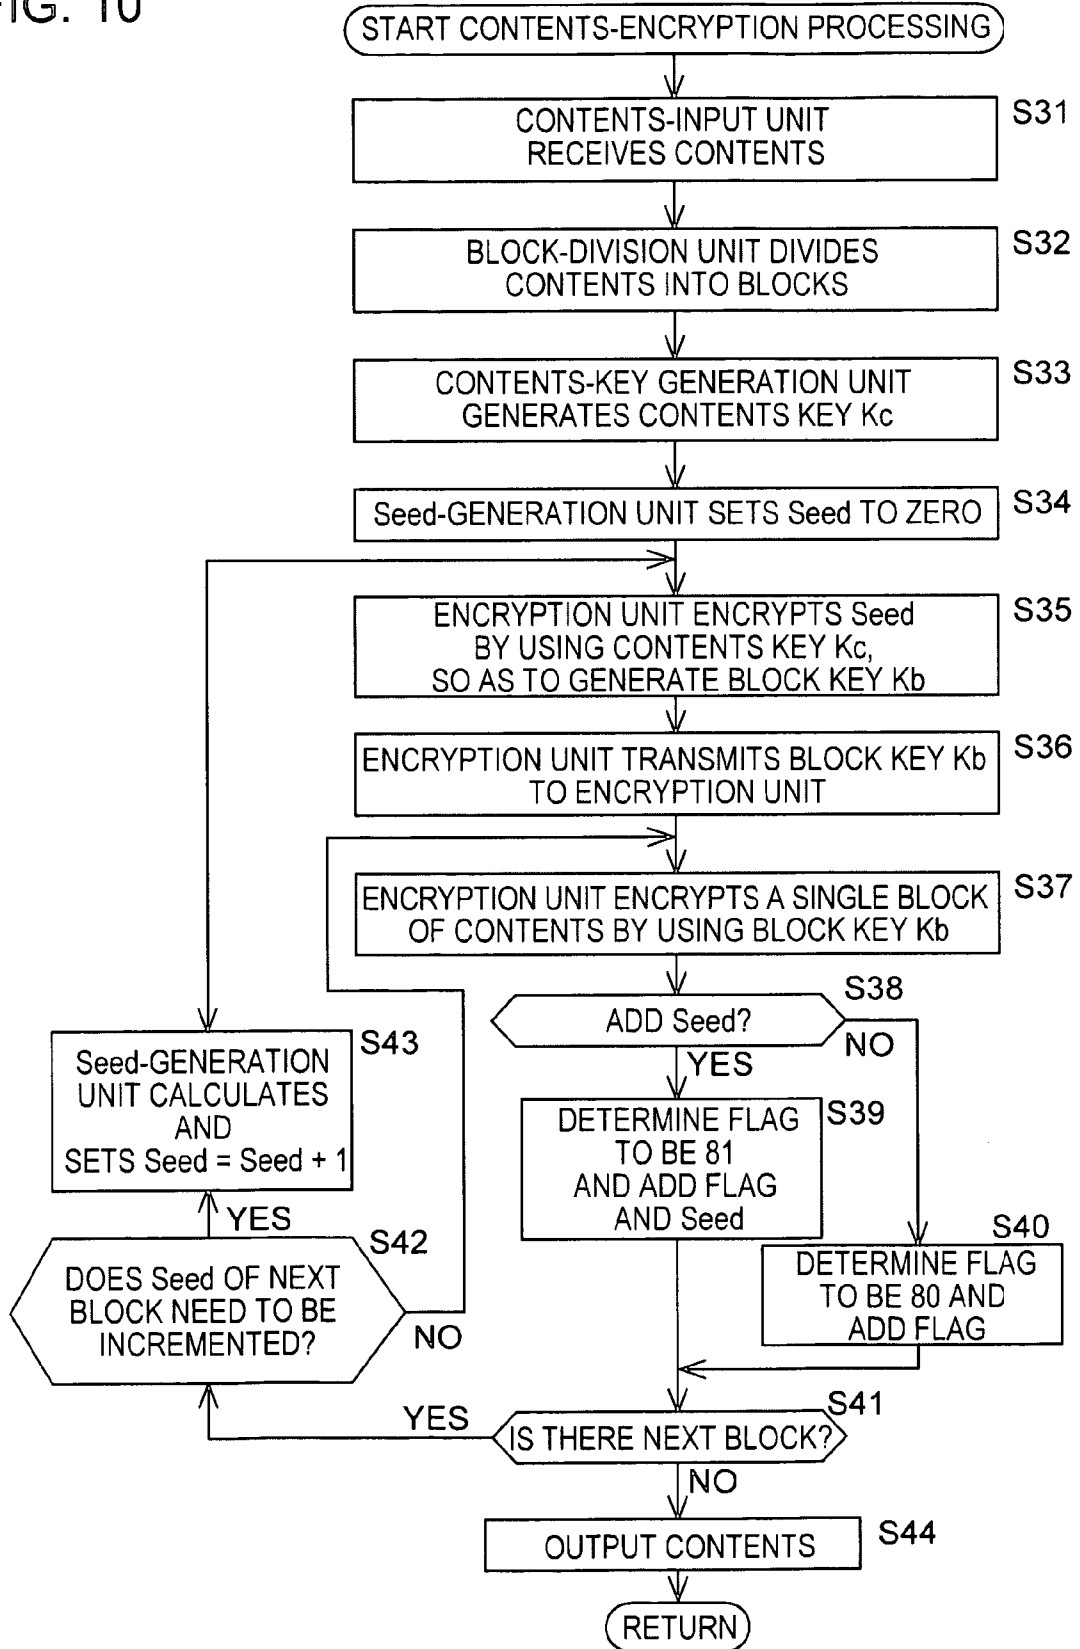 FIG. 10
START CONTENTS-ENCRYPTION PROCESSING
S31
CONTENTS-INPUT UNIT
RECEIVES CONTENTS
S32
BLOCK-DIVISION UNIT DIVIDES
CONTENTS INTO BLOCKS
S33
CONTENTS-KEY GENERATION UNIT
GENERATES CONTENTS KEY Kc
S34
Seed-GENERATION UNIT SETS Seed TO ZERO
S35
ENCRYPTION UNIT ENCRYPTS Seed
BY USING CONTENTS KEY Kc,
SO AS TO GENERATE BLOCK KEY Kb
S36
ENCRYPTION UNIT TRANSMITS BLOCK KEY Kb
TO ENCRYPTION UNIT
S37
ENCRYPTION UNIT ENCRYPTS A SINGLE BLOCK
OF CONTENTS BY USING BLOCK KEY Kb
S38
ADD Seed?
NO
YES
S39
DETERMINE FLAG
TO BE 81
AND ADD FLAG
AND Seed
S40
DETERMINE FLAG
TO BE 80 AND
ADD FLAG
S41
IS THERE NEXT BLOCK?
YES
NO
S42
DOES Seed OF NEXT
BLOCK NEED TO BE
INCREMENTED?
NO
YES
S43
Seed-GENERATION
UNIT CALCULATES
AND
SETS Seed = Seed + 1
S44
OUTPUT CONTENTS
RETURN